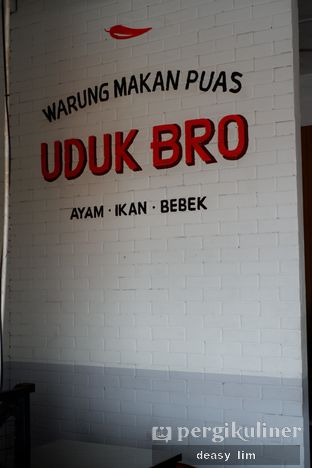 WARUNG MAKAN PUAS
UDUK BRO
AYAM · IKAN · BEBEK
pergikuliner
deasy lim